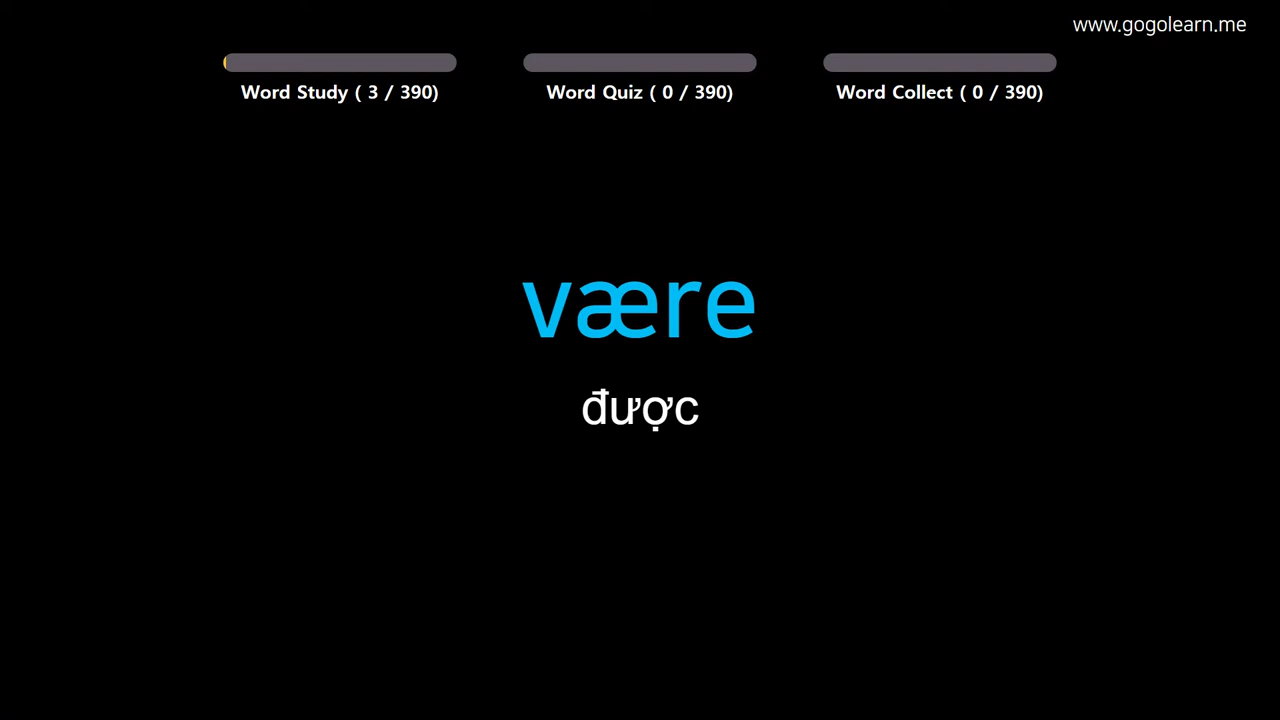 www.gogolearn.me
Word Study ( 3 / 390)
Word Quiz ( 0 / 390)
Word Collect ( 0 / 390)
være
được